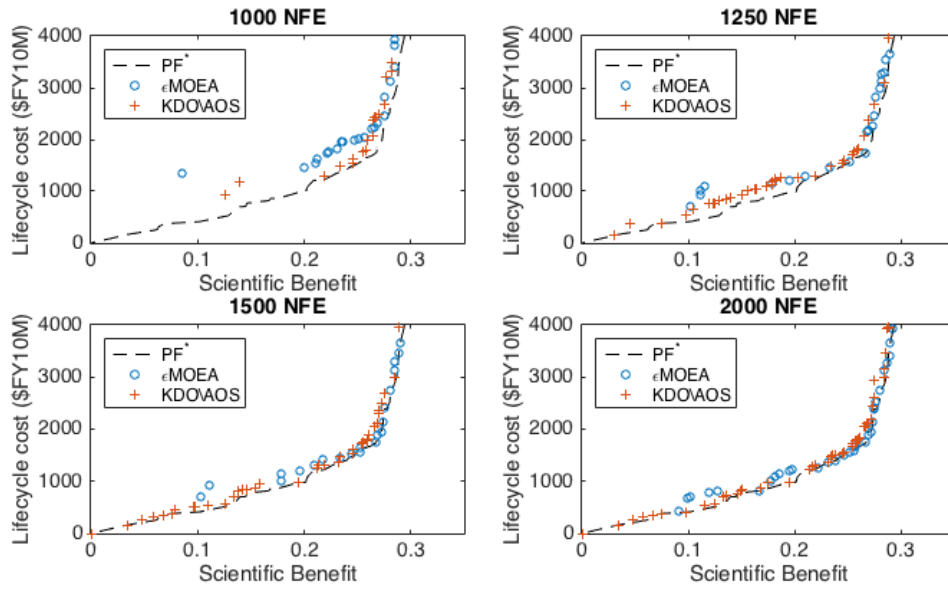 1000 NFE
4000
3000
2000
1000
0
0 0.1 0.2 0.3
Lifecycle cost ($FY10M)
Scientific Benefit
PF*
ϵMOEA
KDO\AOS
1250 NFE
4000
3000
2000
1000
0
0 0.1 0.2 0.3
Lifecycle cost ($FY10M)
Scientific Benefit
PF*
ϵMOEA
KDO\AOS
1500 NFE
4000
3000
2000
1000
0
0 0.1 0.2 0.3
Lifecycle cost ($FY10M)
Scientific Benefit
PF*
ϵMOEA
KDO\AOS
2000 NFE
4000
3000
2000
1000
0
0 0.1 0.2 0.3
Lifecycle cost ($FY10M)
Scientific Benefit
PF*
ϵMOEA
KDO\AOS